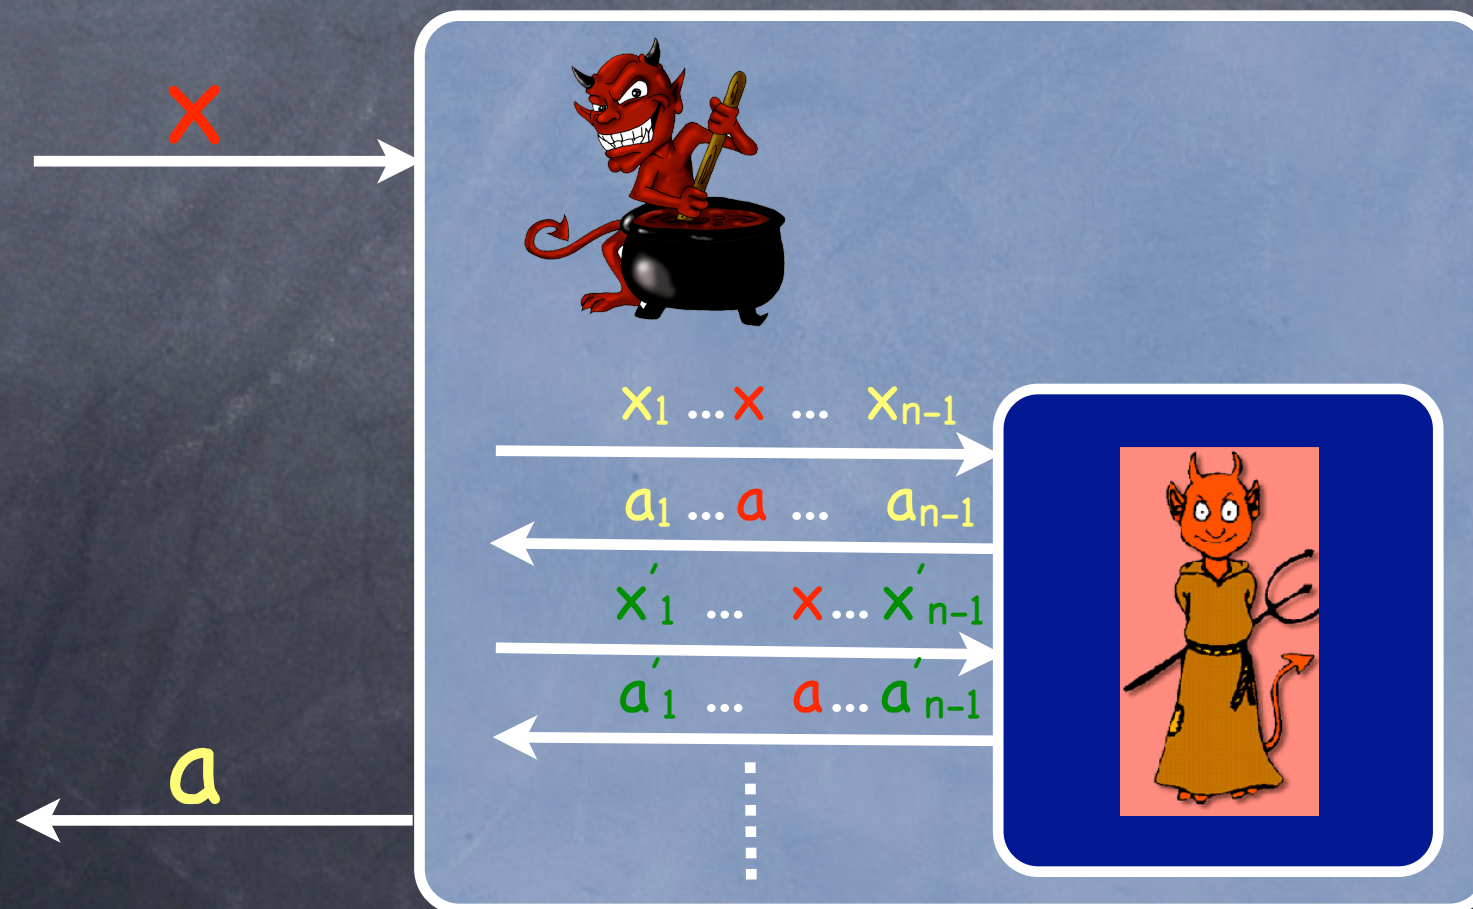 x
x₁ ... x ... xₙ₋₁
a₁ ... a ... aₙ₋₁
x′₁ ... x ... x′ₙ₋₁
a′₁ ... a ... a′ₙ₋₁
a